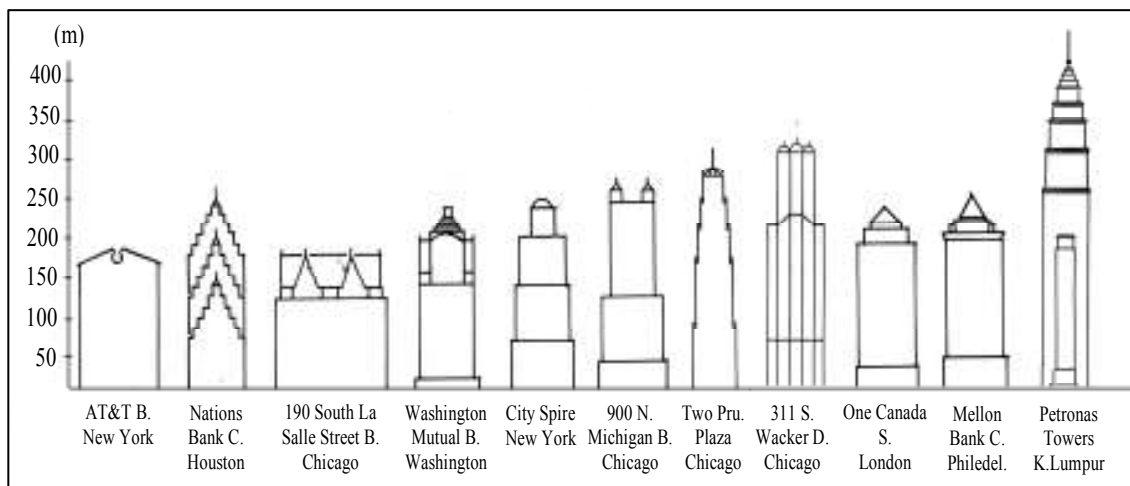 (m)
400
350
300
250
200
150
100
50
AT&T B.
New York
Nations
Bank C.
Houston
190 South La
Salle Street B.
Chicago
Washington
Mutual B.
Washington
City Spire
New York
900 N.
Michigan B.
Chicago
Two Pru.
Plaza
Chicago
311 S.
Wacker D.
Chicago
One Canada
S.
London
Mellon
Bank C.
Philedel.
Petronas
Towers
K.Lumpur